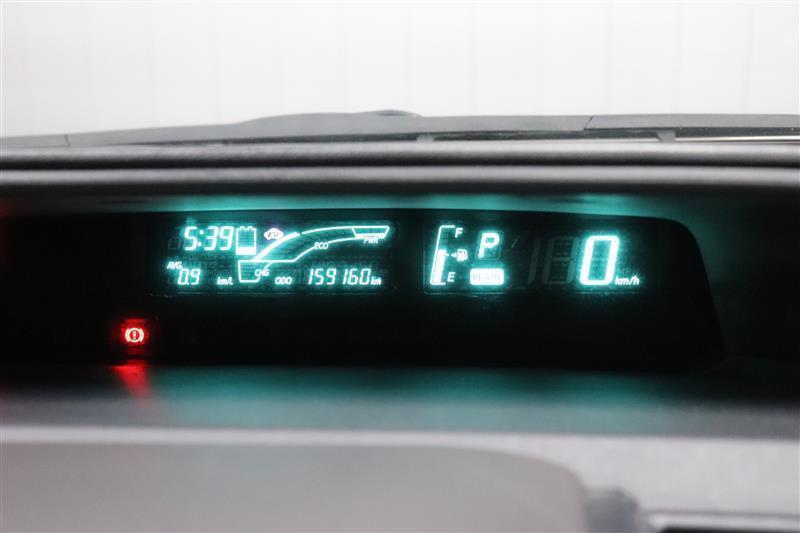 5:39 EV PWR F P 0
ECO
AVG CHG E READY km/h
0.9 km/L ODO 159160 km